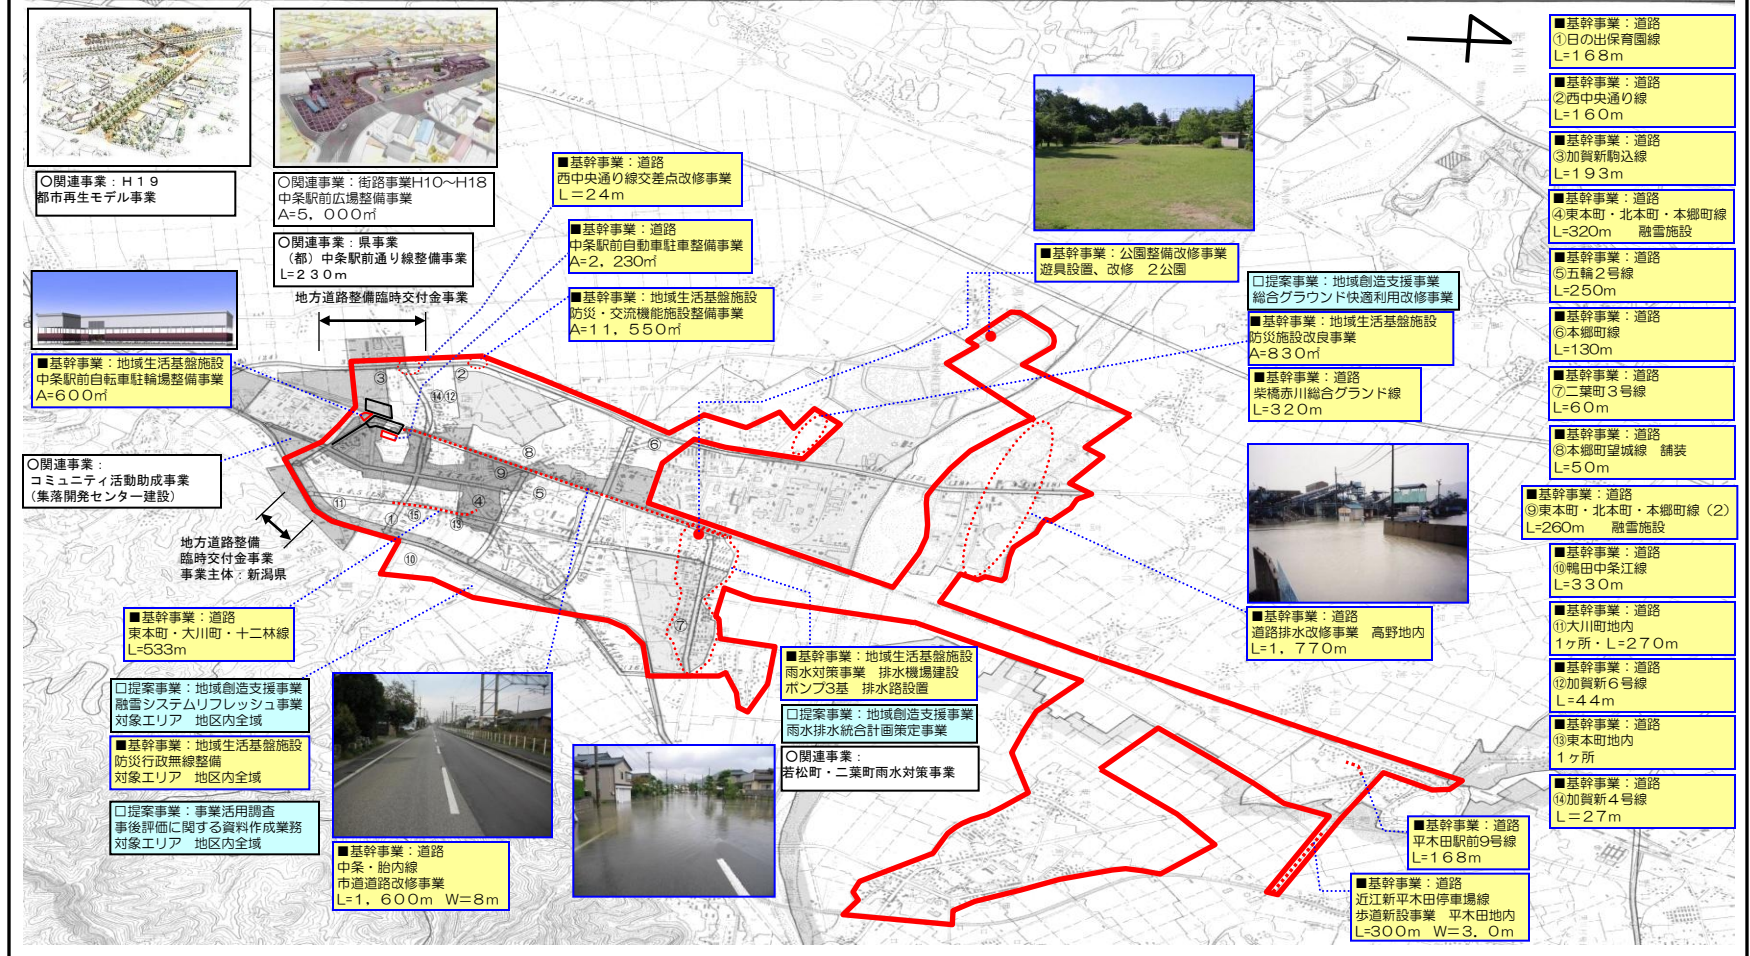 ○関連事業：Ｈ１９
都市再生モデル事業
○関連事業：街路事業H10～H18
中条駅前広場整備事業
A=5，000㎡
○関連事業：県事業
（都）中条駅前通り線整備事業
L=２３０ｍ
地方道路整備臨時交付金事業
■基幹事業：地域生活基盤施設
中条駅前自転車駐輪場整備事業
A=600㎡
○関連事業：
コミュニティ活動助成事業
（集落開発センター建設）
地方道路整備
臨時交付金事業
事業主体：新潟県
■基幹事業：道路
東本町・大川町・十二林線
L=533m
□提案事業：地域創造支援事業
融雪システムリフレッシュ事業
対象エリア　地区内全域
■基幹事業：地域生活基盤施設
防災行政無線整備
対象エリア　地区内全域
□提案事業：事業活用調査
事後評価に関する資料作成業務
対象エリア　地区内全域
■基幹事業：道路
中条・胎内線
市道道路改修事業
L=1，600m　W=8m
■基幹事業：道路
西中央通り線交差点改修事業
L＝24m
■基幹事業：道路
中条駅前自動車駐車整備事業
A=2，230㎡
■基幹事業：地域生活基盤施設
防災・交流機能施設整備事業
A=11，550㎡
■基幹事業：公園整備改修事業
遊具設置、改修　2公園
□提案事業：地域創造支援事業
総合グラウンド快適利用改修事業
■基幹事業：地域生活基盤施設
防災施設改良事業
A=830㎡
■基幹事業：道路
柴橋赤川総合グランド線
L=320m
■基幹事業：道路
道路排水改修事業　高野地内
L=1，770m
■基幹事業：地域生活基盤施設
雨水対策事業　排水機場建設
ポンプ3基　排水路設置
□提案事業：地域創造支援事業
雨水排水統合計画策定事業
○関連事業：
若松町・二葉町雨水対策事業
■基幹事業：道路
平木田駅前9号線
L=168m
■基幹事業：道路
近江新平木田停車場線
歩道新設事業　平木田地内
L=300m　W=3．0m
■基幹事業：道路
①日の出保育園線
L=168m
■基幹事業：道路
②西中央通り線
L=160m
■基幹事業：道路
③加賀新駒込線
L=193m
■基幹事業：道路
④東本町・北本町・本郷町線
L=320m　　融雪施設
■基幹事業：道路
⑤五輪２号線
L=250m
■基幹事業：道路
⑥本郷町線
L=130m
■基幹事業：道路
⑦二葉町３号線
L=60m
■基幹事業：道路
⑧本郷町望城線　舗装
L=50m
■基幹事業：道路
⑨東本町・北本町・本郷町線（2）
L=260m　　融雪施設
■基幹事業：道路
⑩鴨田中条江線
L=330m
■基幹事業：道路
⑪大川町地内
1ヶ所・L=270m
■基幹事業：道路
⑫加賀新６号線
L=44m
■基幹事業：道路
⑬東本町地内
1ヶ所
■基幹事業：道路
⑭加賀新４号線
L＝27m
③
②
⑭⑫
⑥
⑧
⑨
⑤
④
⑪
①
⑮
⑬
⑩
⑦